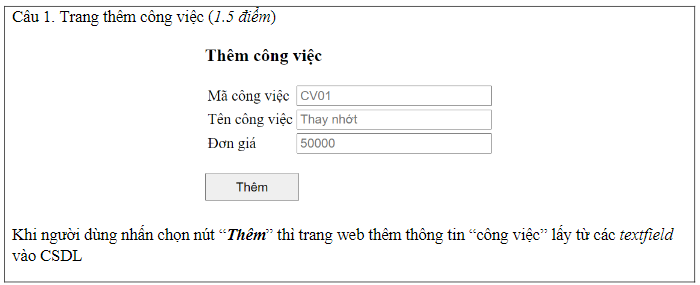 Câu 1. Trang thêm công việc (1.5 điểm)
Thêm công việc
Mã công việc CV01
Tên công việc Thay nhớt
Đơn giá 50000
Thêm
Khi người dùng nhấn chọn nút “Thêm” thì trang web thêm thông tin “công việc” lấy từ các textfield
vào CSDL